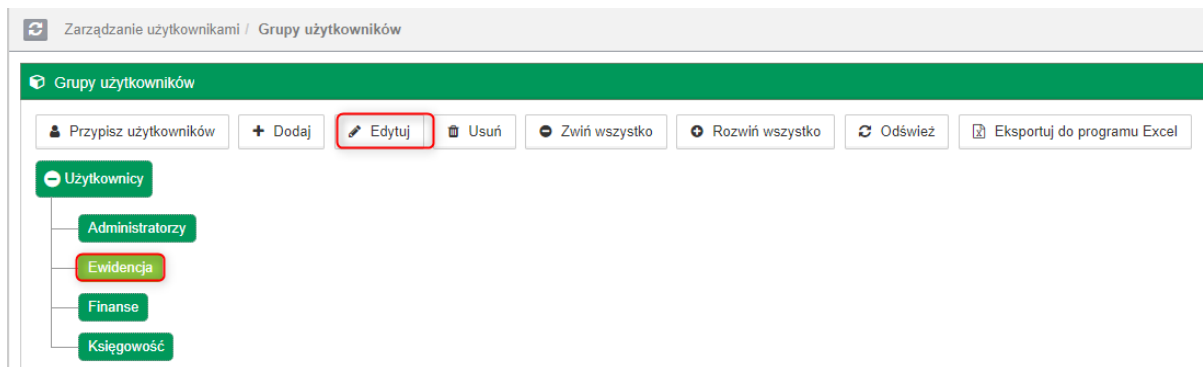 Zarządzanie użytkownikami / Grupy użytkowników
Grupy użytkowników
Przypisz użytkowników Dodaj Edytuj Usuń Zwiń wszystko Rozwiń wszystko Odśwież Eksportuj do programu Excel
Użytkownicy
Administratorzy
Ewidencja
Finanse
Księgowość